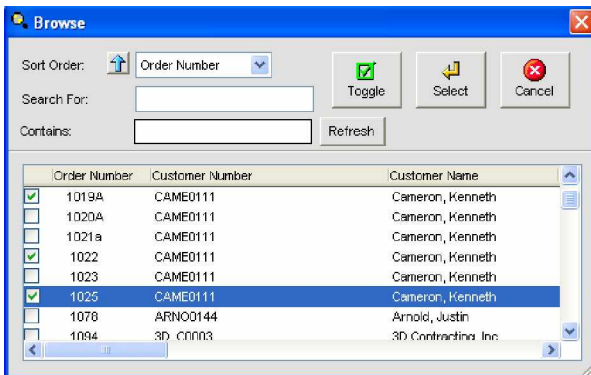 Browse
Sort Order: Order Number
Toggle Select Cancel
Search For:
Contains: Refresh
Order Number Customer Number Customer Name
1019A CAME0111 Cameron, Kenneth
1020A CAME0111 Cameron, Kenneth
1021a CAME0111 Cameron, Kenneth
1022 CAME0111 Cameron, Kenneth
1023 CAME0111 Cameron, Kenneth
1025 CAME0111 Cameron, Kenneth
1078 ARNO0144 Arnold, Justin
1094 3D_C0003 3D Contracting, Inc